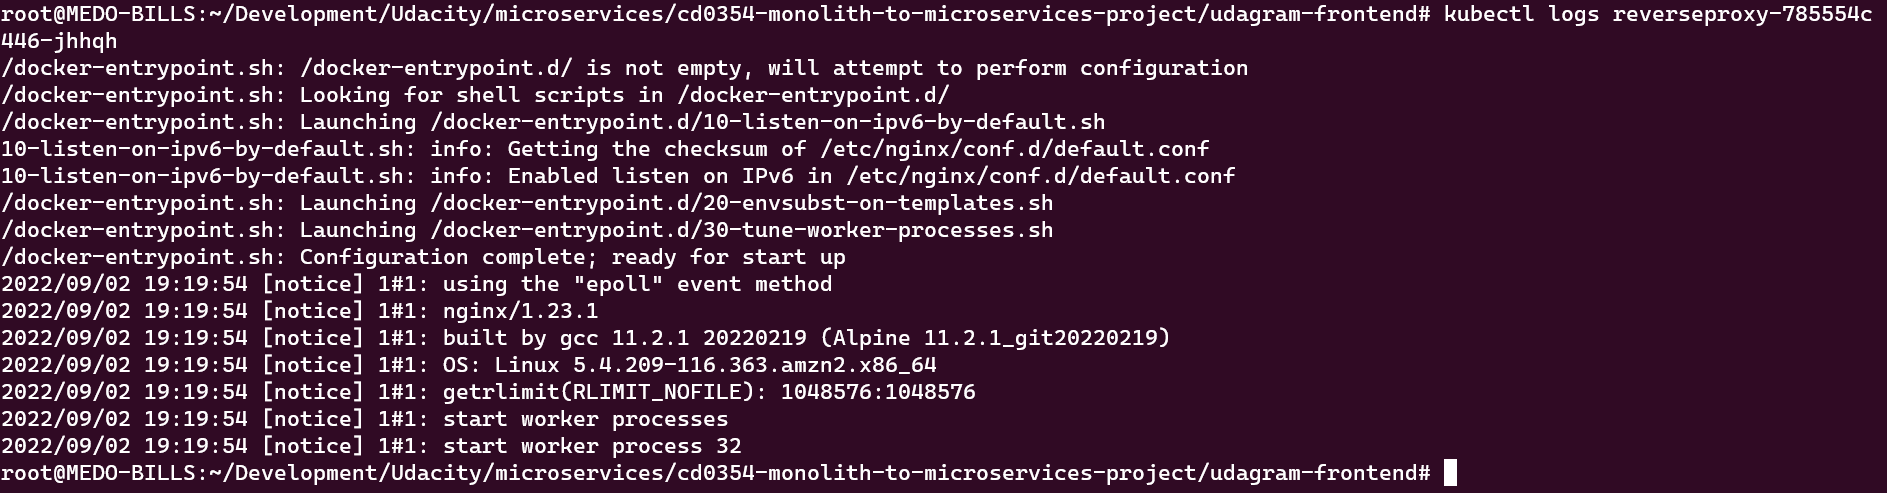 root@MEDO-BILLS:~/Development/Udacity/microservices/cd0354-monolith-to-microservices-project/udagram-frontend# kubectl logs reverseproxy-785554c
446-jhhqh
/docker-entrypoint.sh: /docker-entrypoint.d/ is not empty, will attempt to perform configuration
/docker-entrypoint.sh: Looking for shell scripts in /docker-entrypoint.d/
/docker-entrypoint.sh: Launching /docker-entrypoint.d/10-listen-on-ipv6-by-default.sh
10-listen-on-ipv6-by-default.sh: info: Getting the checksum of /etc/nginx/conf.d/default.conf
10-listen-on-ipv6-by-default.sh: info: Enabled listen on IPv6 in /etc/nginx/conf.d/default.conf
/docker-entrypoint.sh: Launching /docker-entrypoint.d/20-envsubst-on-templates.sh
/docker-entrypoint.sh: Launching /docker-entrypoint.d/30-tune-worker-processes.sh
/docker-entrypoint.sh: Configuration complete; ready for start up
2022/09/02 19:19:54 [notice] 1#1: using the "epoll" event method
2022/09/02 19:19:54 [notice] 1#1: nginx/1.23.1
2022/09/02 19:19:54 [notice] 1#1: built by gcc 11.2.1 20220219 (Alpine 11.2.1_git20220219)
2022/09/02 19:19:54 [notice] 1#1: OS: Linux 5.4.209-116.363.amzn2.x86_64
2022/09/02 19:19:54 [notice] 1#1: getrlimit(RLIMIT_NOFILE): 1048576:1048576
2022/09/02 19:19:54 [notice] 1#1: start worker processes
2022/09/02 19:19:54 [notice] 1#1: start worker process 32
root@MEDO-BILLS:~/Development/Udacity/microservices/cd0354-monolith-to-microservices-project/udagram-frontend#